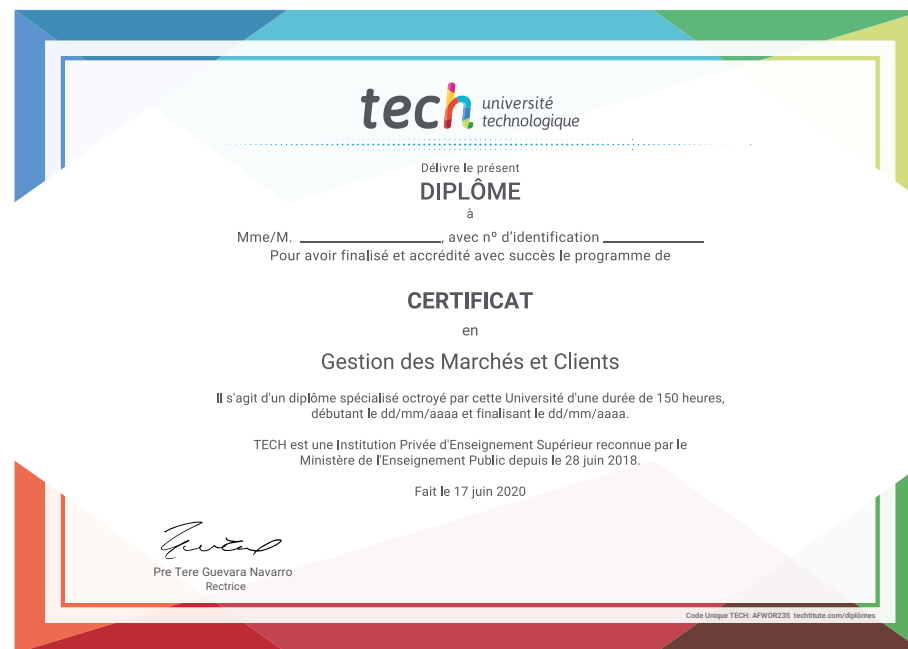 tech université
technologique
Délivre le présent
DIPLÔME
à
Mme/M. ____________________, avec nº d'identification ______________
Pour avoir finalisé et accrédité avec succès le programme de
CERTIFICAT
en
Gestion des Marchés et Clients
Il s'agit d'un diplôme spécialisé octroyé par cette Université d'une durée de 150 heures,
débutant le dd/mm/aaaa et finalisant le dd/mm/aaaa.
TECH est une Institution Privée d'Enseignement Supérieur reconnue par le
Ministère de l'Enseignement Public depuis le 28 juin 2018.
Fait le 17 juin 2020
Pre Tere Guevara Navarro
Rectrice
Code Unique TECH: AFWOR23S techtitute.com/diplômes